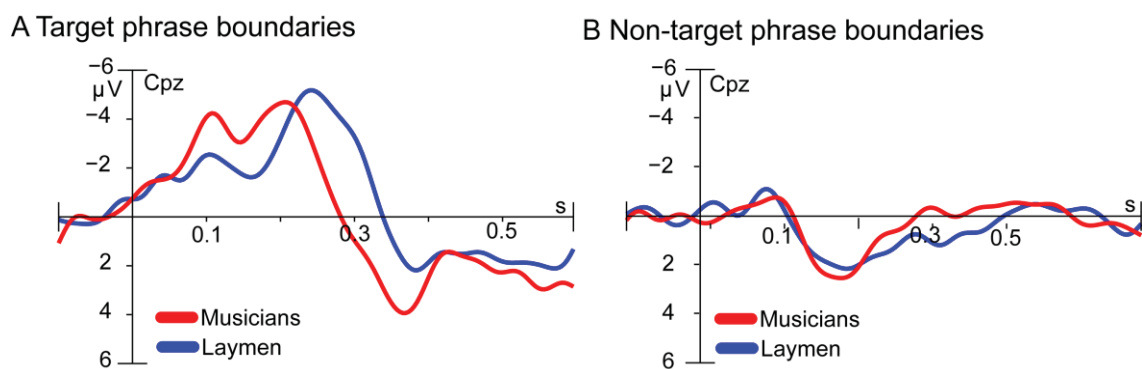 A Target phrase boundaries
−6
µV
Cpz
−4
−2
s
0.1
0.3
0.5
2
4
6
Musicians
Laymen
B Non-target phrase boundaries
−6
µV
Cpz
−4
−2
s
0.1
0.3
0.5
2
4
6
Musicians
Laymen